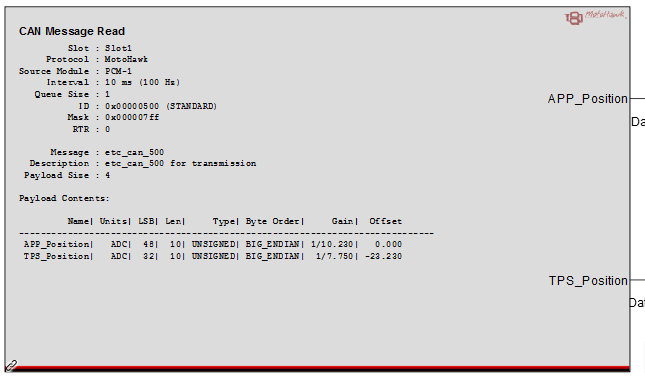 MotoHawk
CAN Message Read
Slot : Slot1
Protocol : MotoHawk
Source Module : PCM-1
Interval : 10 ms (100 Hz)
Queue Size : 1
ID : 0x00000500 (STANDARD)
Mask : 0x000007ff
RTR : 0
Message : etc_can_500
Description : etc_can_500 for transmission
Payload Size : 4
Payload Contents:
Name| Units| LSB| Len| Type| Byte Order| Gain| Offset
--------------------------------------------------------------------------------
APP_Position| ADC| 48| 10| UNSIGNED| BIG_ENDIAN| 1/10.230| 0.000
TPS_Position| ADC| 32| 10| UNSIGNED| BIG_ENDIAN| 1/7.750| -23.230
APP_Position
Da
TPS_Position
Dat